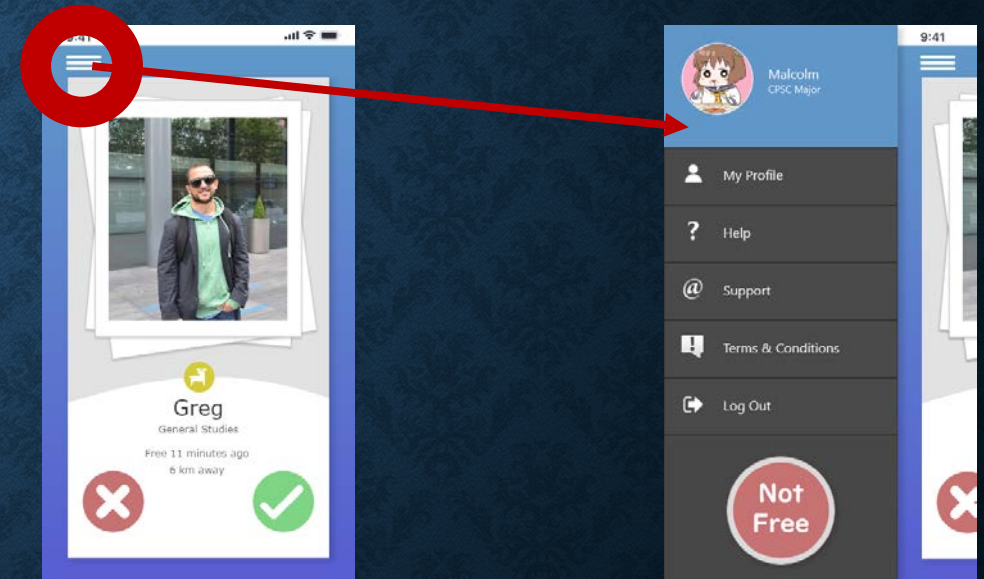 9:41
Greg
General Studies
Free 11 minutes ago
6 km away
9:41
Malcolm
CPSC Major
My Profile
? Help
@ Support
! Terms & Conditions
Log Out
Not
Free